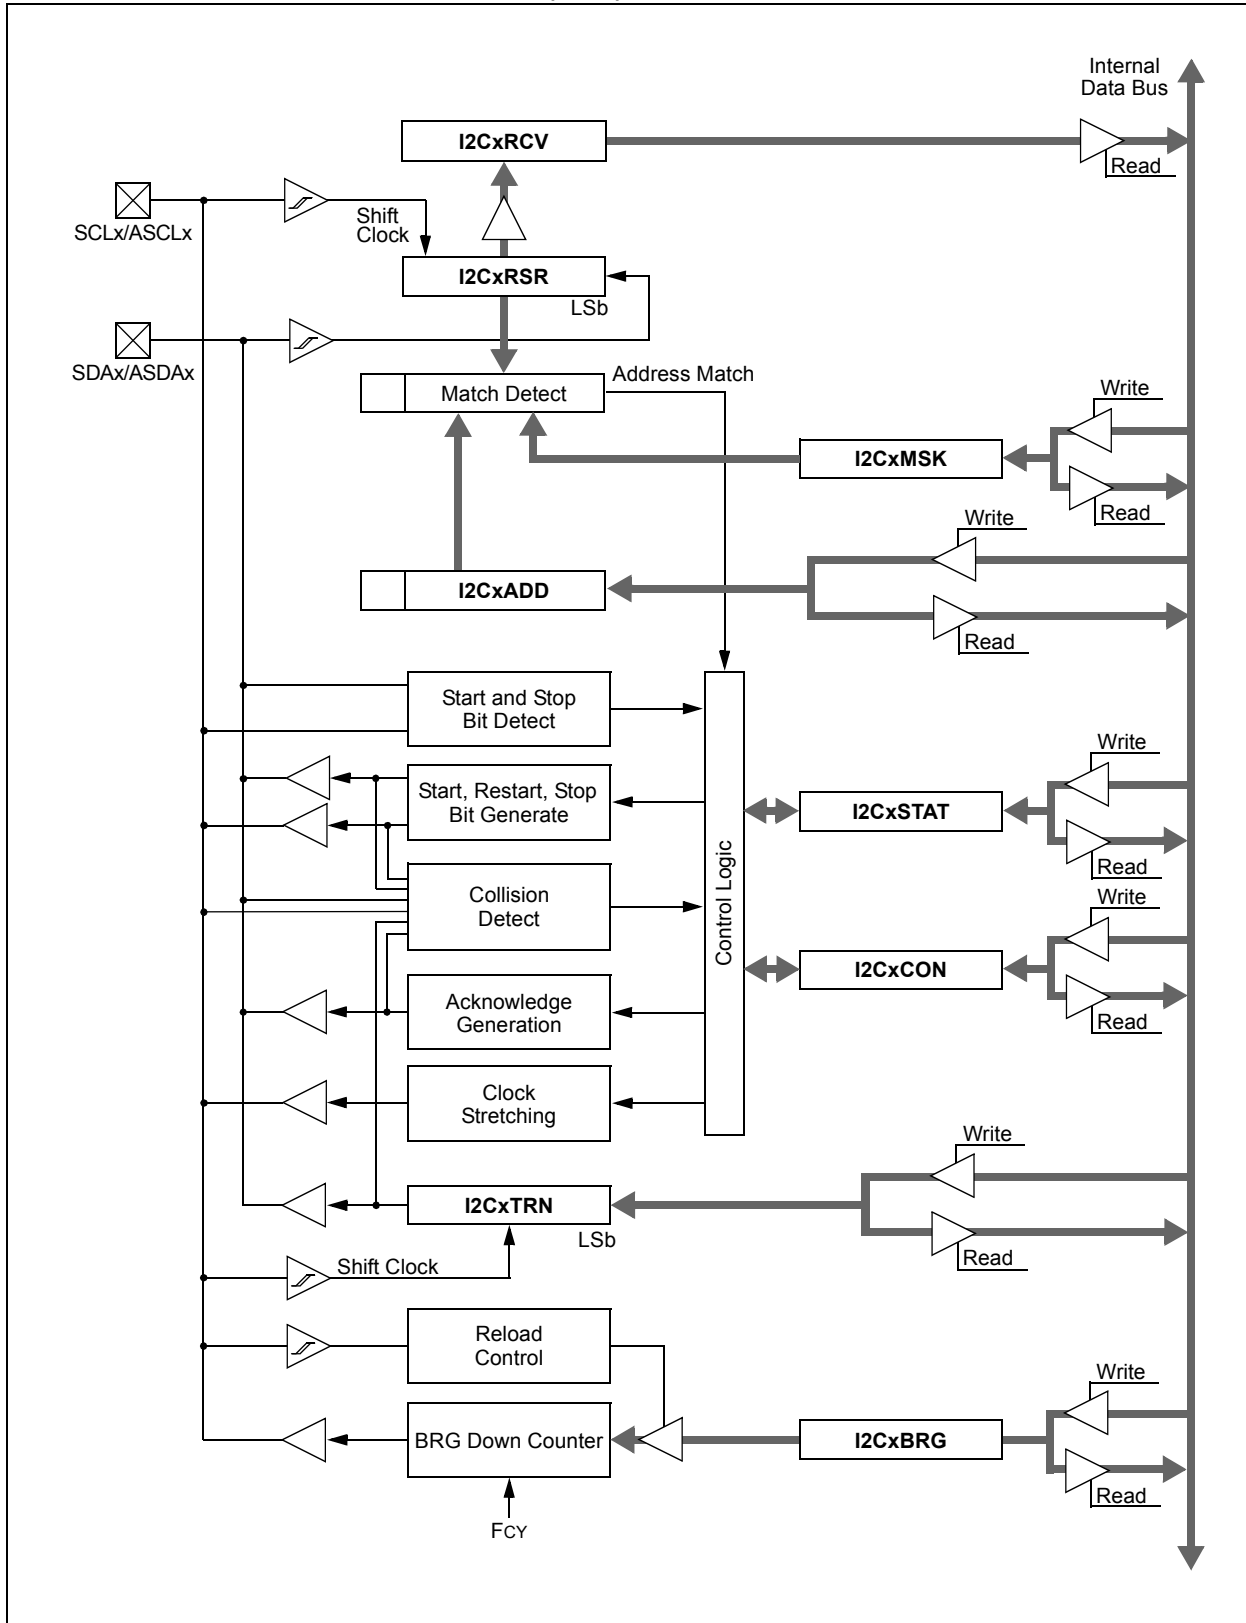 Internal
Data Bus
I2CxRCV
Read
SCLx/ASCLx
Shift
Clock
I2CxRSR
LSb
SDAx/ASDAx
Match Detect
Address Match
Write
I2CxMSK
Read
Write
I2CxADD
Read
Start and Stop
Bit Detect
Start, Restart, Stop
Bit Generate
Collision
Detect
Acknowledge
Generation
Clock
Stretching
Control Logic
Write
I2CxSTAT
Read
Write
I2CxCON
Read
Write
I2CxTRN
LSb
Read
Shift Clock
Reload
Control
BRG Down Counter
Write
I2CxBRG
Read
FCY